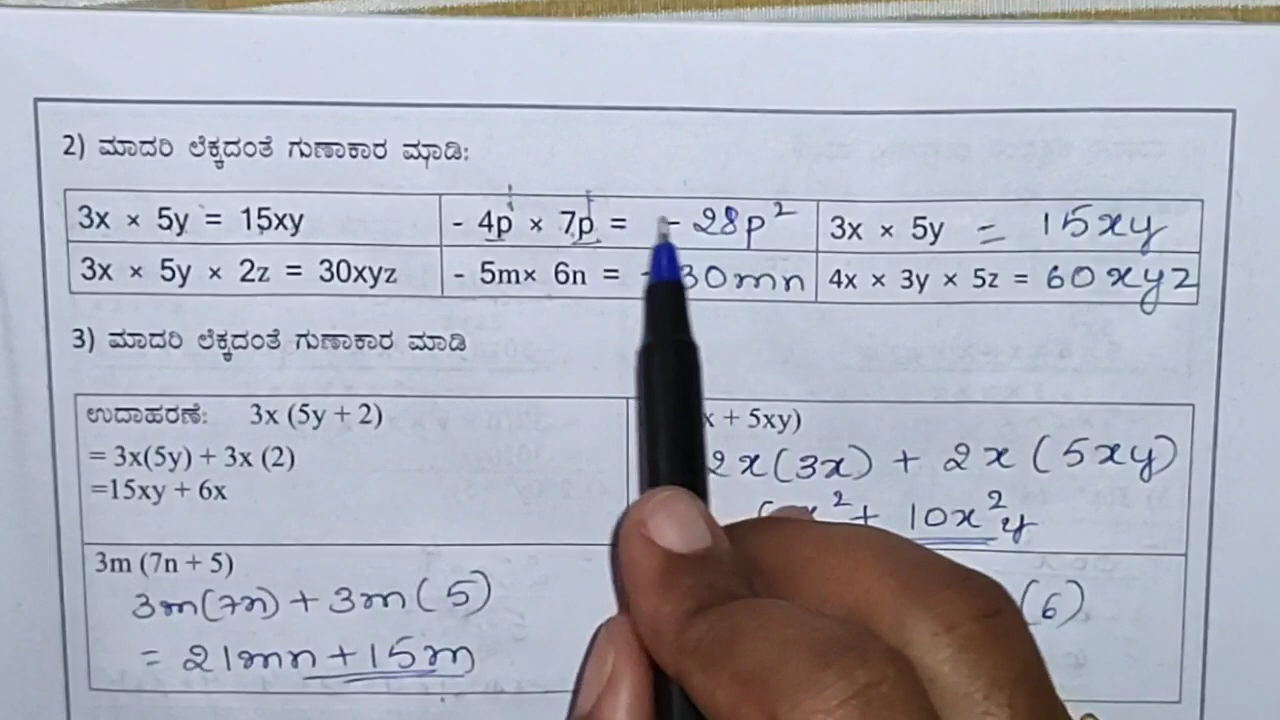 2) ಮಾದರಿ ಲೆಕ್ಕದಂತೆ ಗುಣಾಕಾರ ಮಾಡಿ:
3x × 5y = 15xy
- 4p × 7p = - 28p²
3x × 5y = 15xy
3x × 5y × 2z = 30xyz
- 5m× 6n = - 30mn
4x × 3y × 5z = 60xyz
3) ಮಾದರಿ ಲೆಕ್ಕದಂತೆ ಗುಣಾಕಾರ ಮಾಡಿ
ಉದಾಹರಣೆ: 3x (5y + 2)
= 3x(5y) + 3x (2)
=15xy + 6x
x + 5xy)
2x(3x) + 2x(5xy)
x² + 10x²y
3m (7n + 5)
3m(7n) + 3m(5)
= 21mn + 15m
(6)